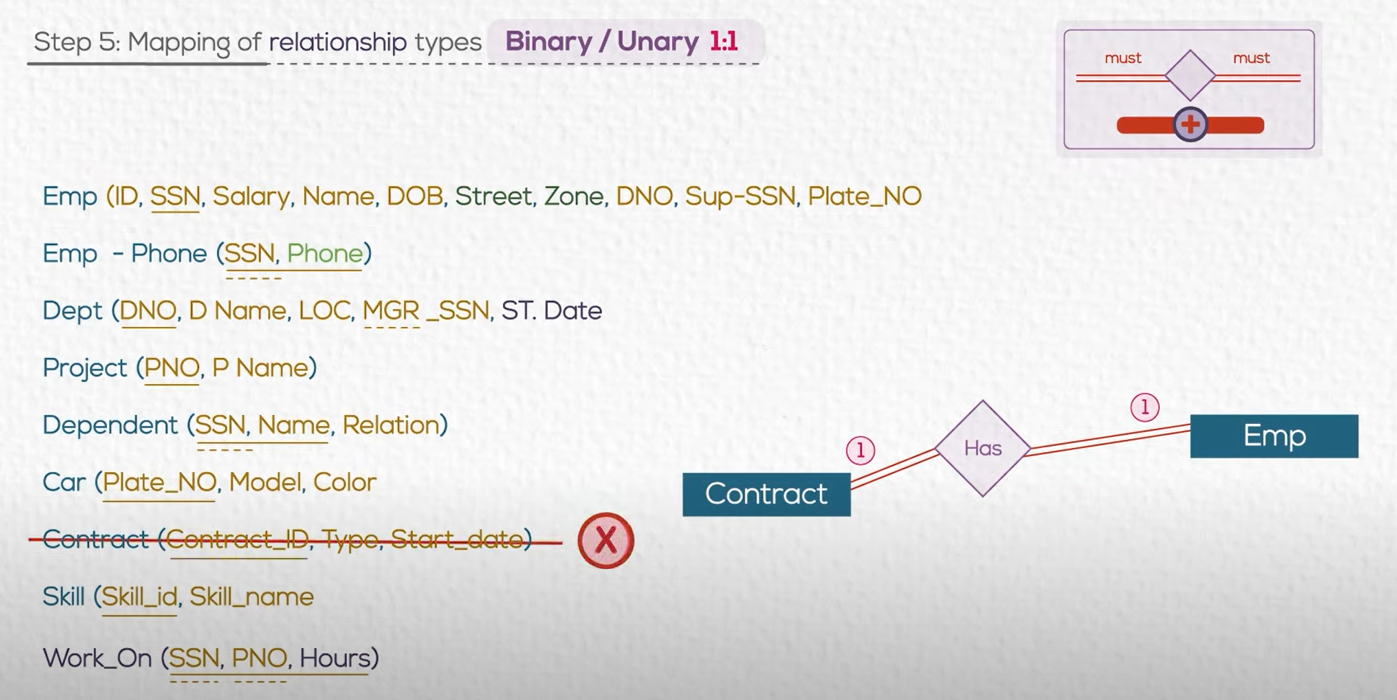 Step 5: Mapping of relationship types Binary / Unary 1:1
must must
Emp (ID, SSN, Salary, Name, DOB, Street, Zone, DNO, Sup-SSN, Plate_NO
Emp - Phone (SSN, Phone)
Dept (DNO, D Name, LOC, MGR _SSN, ST. Date
Project (PNO, P Name)
Dependent (SSN, Name, Relation)
Car (Plate_NO, Model, Color
Contract (Contract_ID, Type, Start_date) X
Skill (Skill_id, Skill_name
Work_On (SSN, PNO, Hours)
1
Emp
1
Has
Contract